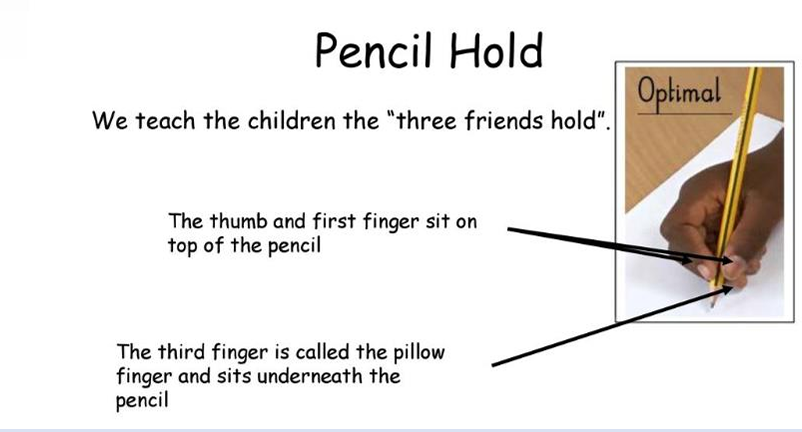 Pencil Hold
Optimal
We teach the children the “three friends hold”.
The thumb and first finger sit on
top of the pencil
The third finger is called the pillow
finger and sits underneath the
pencil